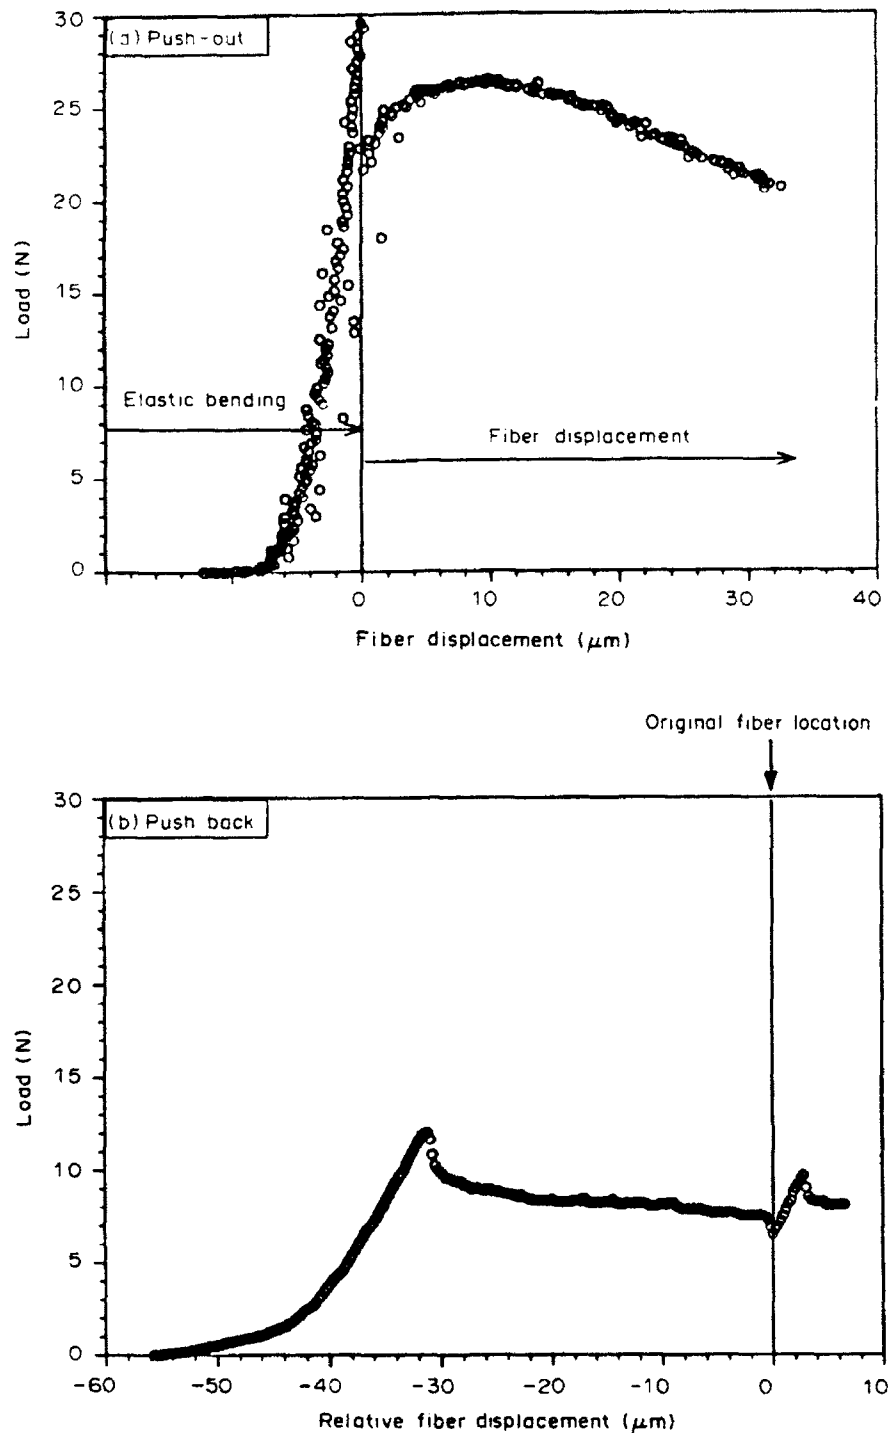 (a) Push-out
30
25
20
15
10
5
0
Load (N)
Elastic bending
Fiber displacement
0 10 20 30 40
Fiber displacement (μm)
Original fiber location
(b) Push back
30
25
20
15
10
5
0
Load (N)
-60 -50 -40 -30 -20 -10 0 10
Relative fiber displacement (μm)